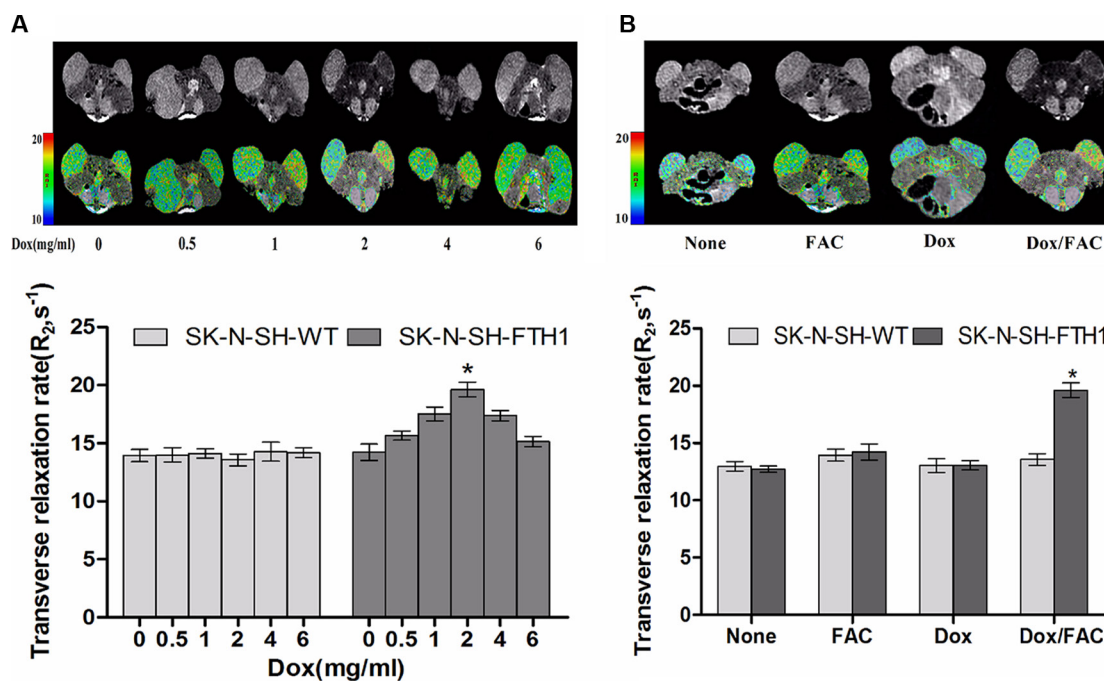 A
20
10
Dox(mg/ml) 0 0.5 1 2 4 6
Transverse relaxation rate(R2,s-1)
25
20
15
10
5
0
SK-N-SH-WT SK-N-SH-FTH1
*
0 0.5 1 2 4 6 0 0.5 1 2 4 6
Dox(mg/ml)
B
20
10
None FAC Dox Dox/FAC
Transverse relaxation rate(R2,s-1)
25
20
15
10
5
0
SK-N-SH-WT SK-N-SH-FTH1
*
None FAC Dox Dox/FAC